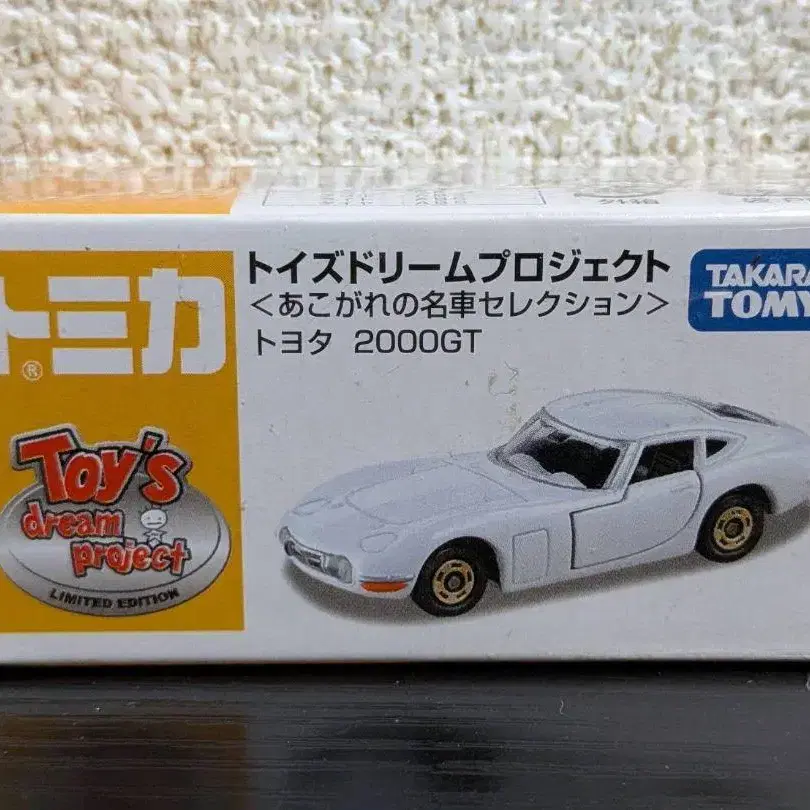 トミカ
®
Toy's
dream
project
LIMITED EDITION
トイズドリームプロジェクト
＜あこがれの名車セレクション＞
トヨタ 2000GT
TAKARA
TOMY